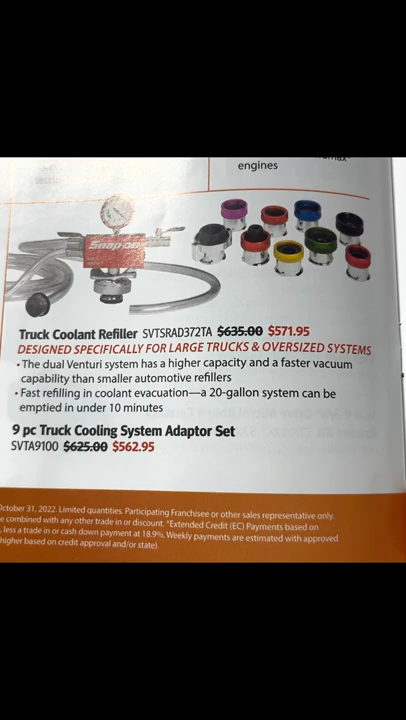 engines
Snap-on
Truck Coolant Refiller SVTSRAD372TA $635.00 $571.95
DESIGNED SPECIFICALLY FOR LARGE TRUCKS & OVERSIZED SYSTEMS
• The dual Venturi system has a higher capacity and a faster vacuum
capability than smaller automotive refillers
• Fast refilling in coolant evacuation—a 20-gallon system can be
emptied in under 10 minutes
9 pc Truck Cooling System Adaptor Set
SVTA9100 $625.00 $562.95
October 31, 2022. Limited quantities. Participating Franchisee or other sales representative only.
e combined with any other trade in or discount. *Extended Credit (EC) Payments based on
, less a trade in or cash down payment at 18.9%. Weekly payments are estimated with approved
higher based on credit approval and/or state).